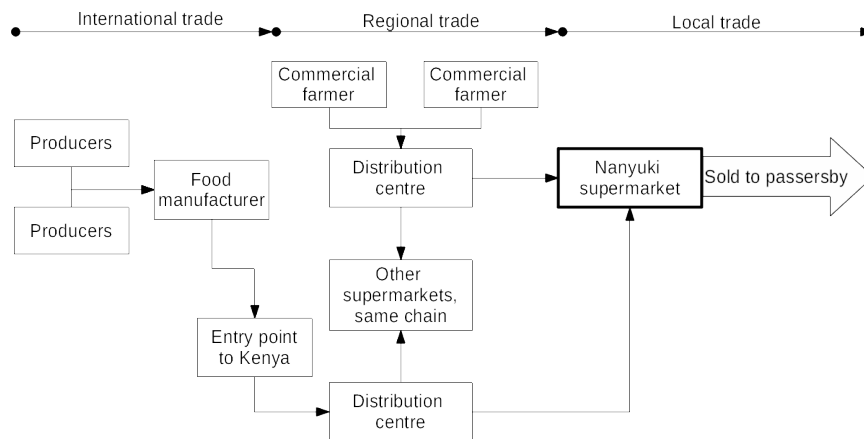 International trade
Regional trade
Local trade
Commercial
farmer
Commercial
farmer
Producers
Producers
Food
manufacturer
Distribution
centre
Nanyuki
supermarket
Sold to passersby
Other
supermarkets,
same chain
Entry point
to Kenya
Distribution
centre